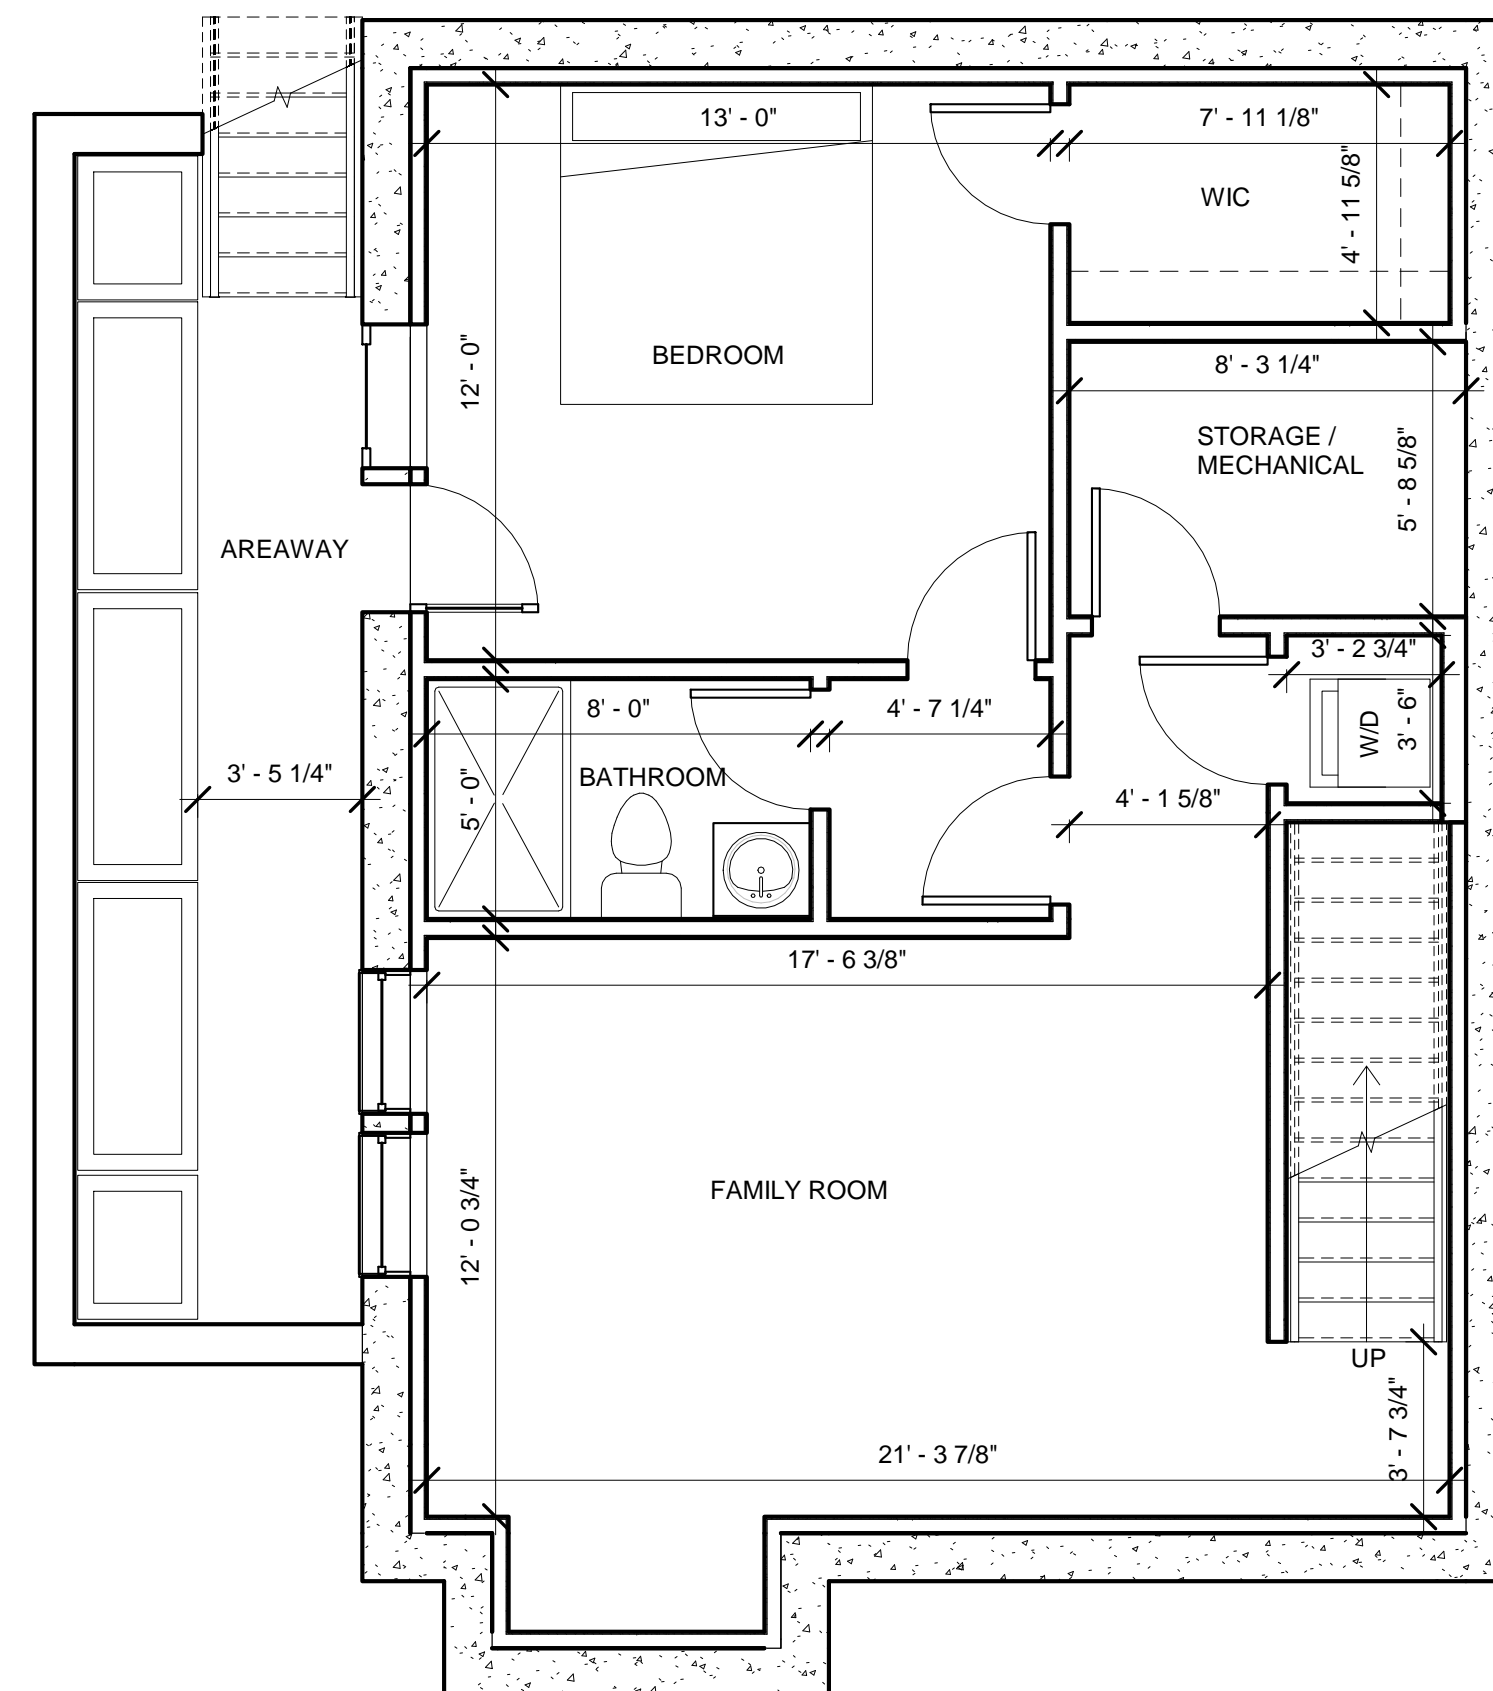 13' - 0"
7' - 11 1/8"
4' - 11 5/8"
WIC
12' - 0"
BEDROOM
8' - 3 1/4"
STORAGE /
MECHANICAL
5' - 8 5/8"
AREAWAY
3' - 2 3/4"
8' - 0"
4' - 7 1/4"
W/D
3' - 6"
3' - 5 1/4"
BATHROOM
5' - 0"
4' - 1 5/8"
17' - 6 3/8"
FAMILY ROOM
12' - 0 3/4"
UP
3' - 7 3/4"
21' - 3 7/8"